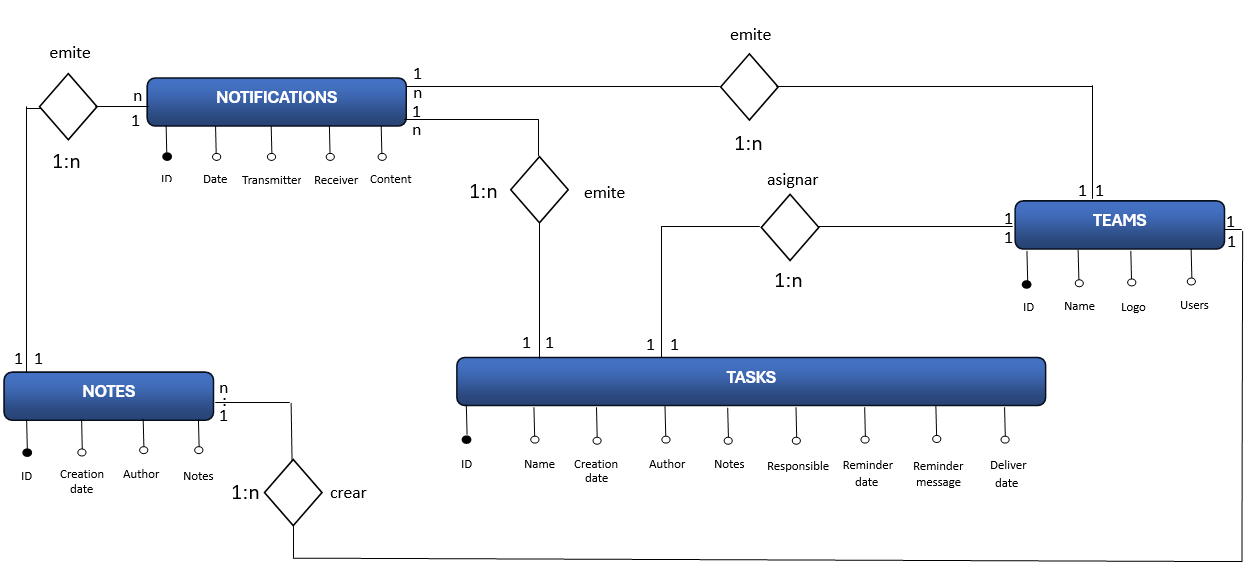 emite
emite
1
n
NOTIFICATIONS
n
1
1
n
1:n
1:n
ID
Date
Transmitter
Receiver
Content
asignar
1:n
emite
1 1
1
1
TEAMS
1
1
1:n
ID
Name
Logo
Users
1 1
1 1
1 1
NOTES
n
:
1
TASKS
ID
Creation
date
Author
Notes
ID
Name
Creation
date
Author
Notes
Responsible
Reminder
date
Reminder
message
Deliver
date
1:n
crear